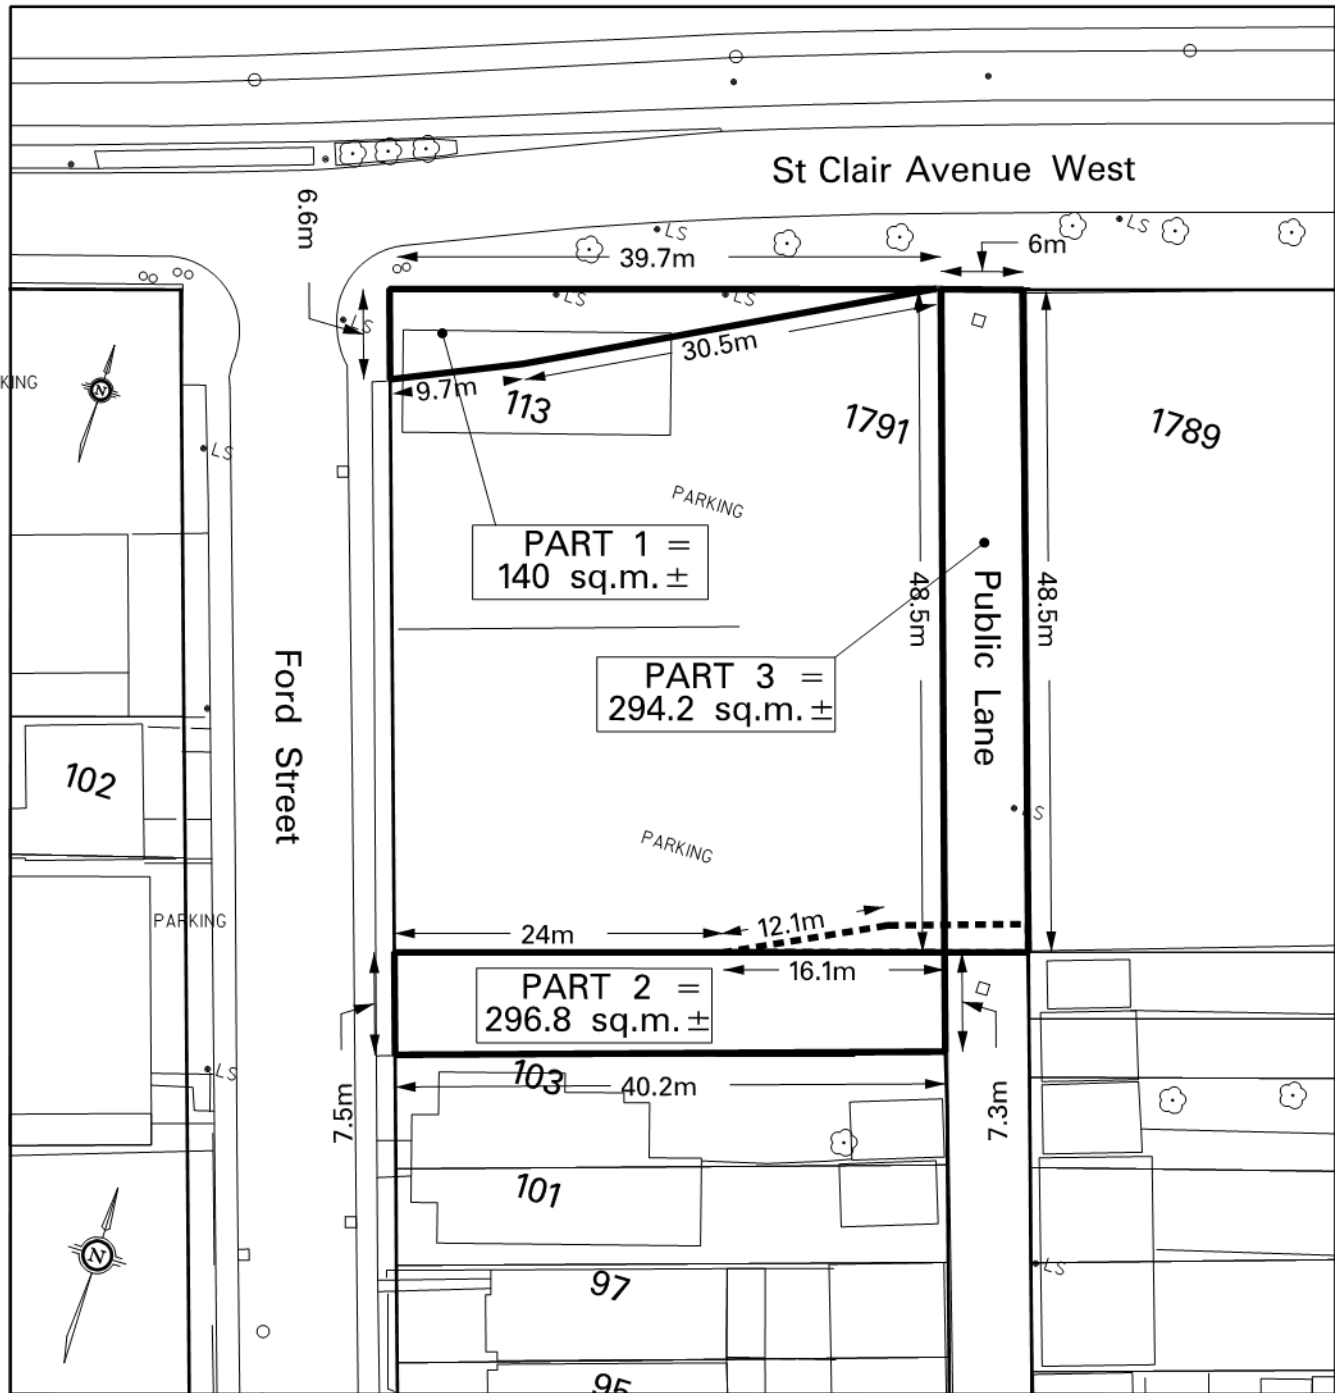 St Clair Avenue West
6.6m
LS
LS
39.7m
6m
LS
LS
LS
30.5m
9.7m
KING
N
113
1791
1789
LS
PARKING
PART 1 =
140 sq.m.±
48.5m
48.5m
Public Lane
Ford Street
PART 3 =
294.2 sq.m.±
102
LS
PARKING
PARKING
24m
12.1m
16.1m
PART 2 =
296.8 sq.m.±
LS
103
40.2m
7.5m
7.3m
101
N
LS
97
95